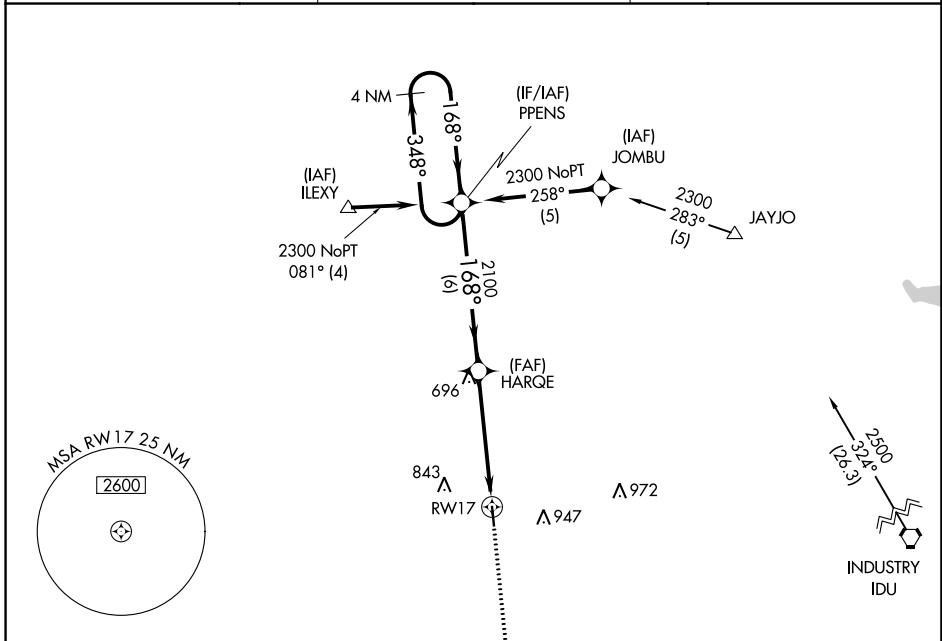 4 NM
168°
348°
(IF/IAF)
PPENS
(IAF)
JOMBU
(IAF)
ILEXY
2300 NoPT
258°
(5)
2300
283°
(5)
JAYJO
2300 NoPT
081° (4)
2100
168°
(6)
(FAF)
HARQE
696
843
RW17
947
972
MSA RW17 25 NM
2600
2500
324°
(26.3)
INDUSTRY
IDU